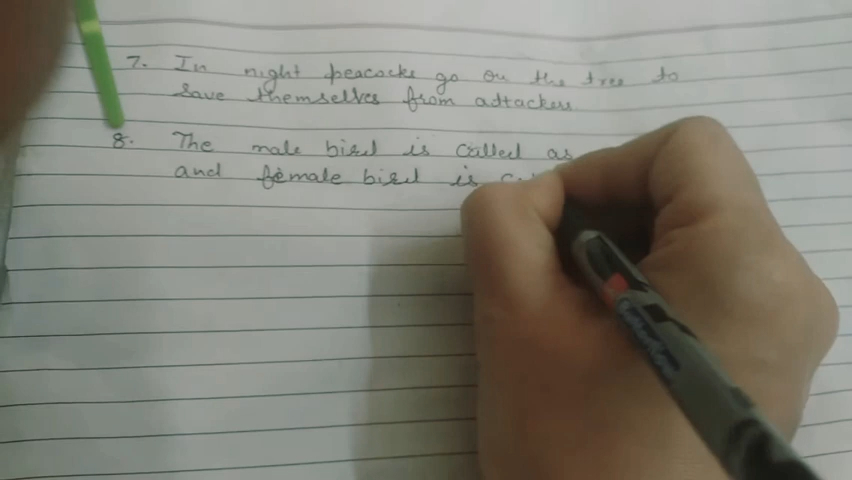 7. In night peacocks go on the tree to
save themselves from attackers
8. The male bird is called as
and female bird is